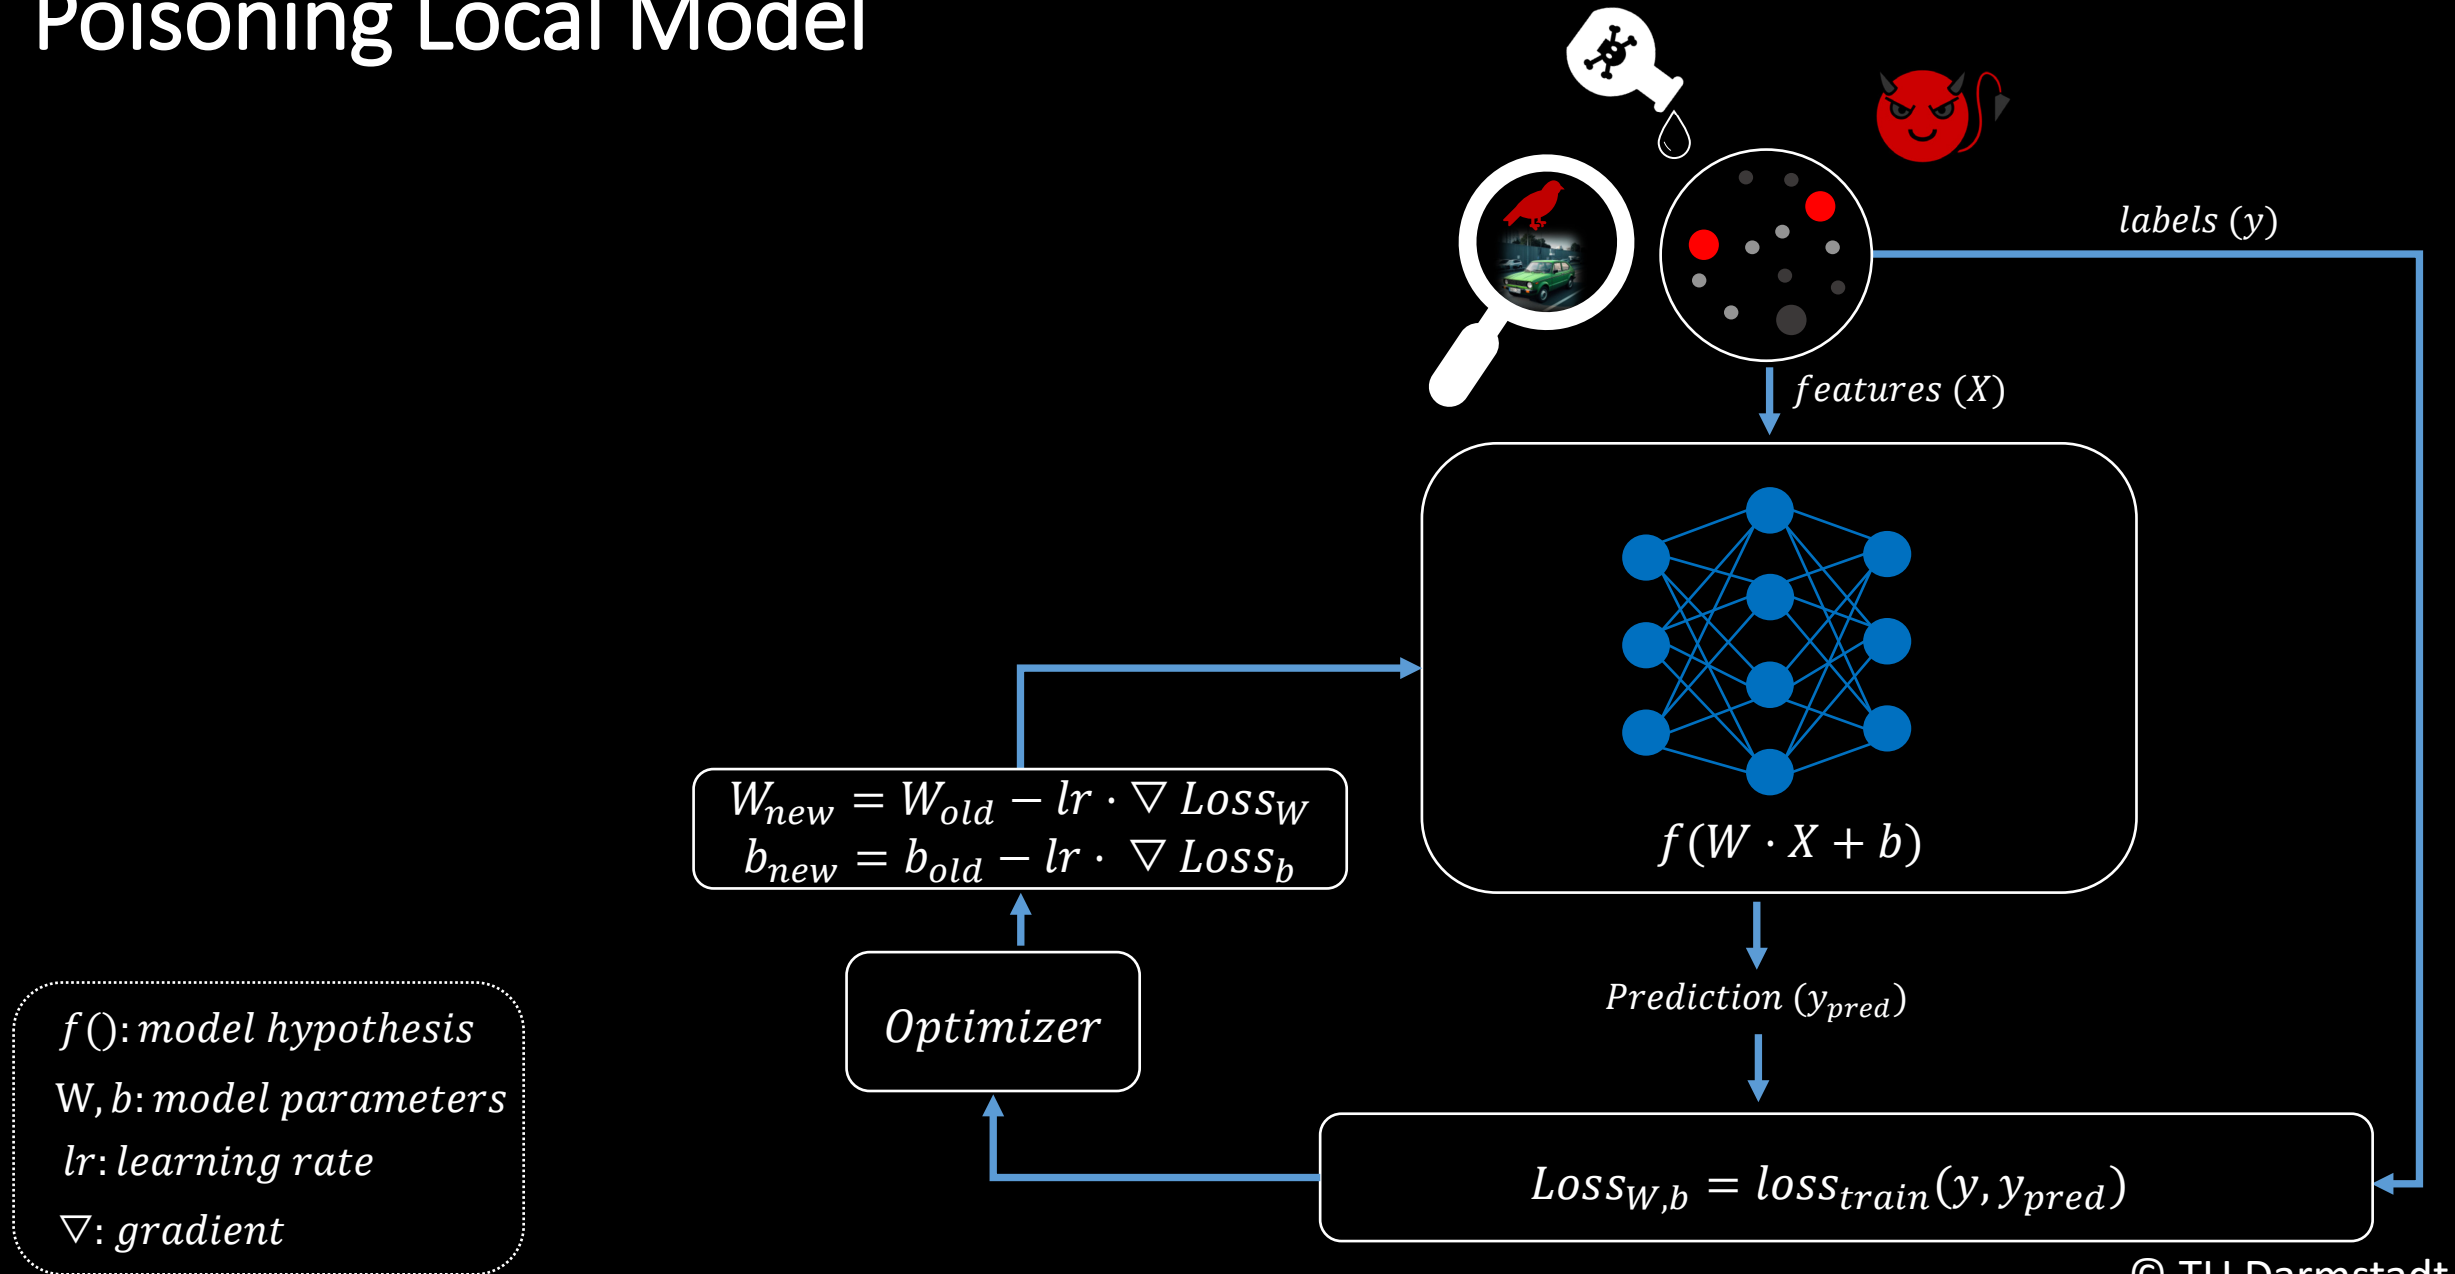 Poisoning Local Model
labels (y)
features (X)
W_new = W_old − lr · ▽ Loss_W
b_new = b_old − lr · ▽ Loss_b
f(W · X + b)
Optimizer
Prediction (y_pred)
Loss_W,b = loss_train(y, y_pred)
f(): model hypothesis
W, b: model parameters
lr: learning rate
▽: gradient
© TU Darmstadt